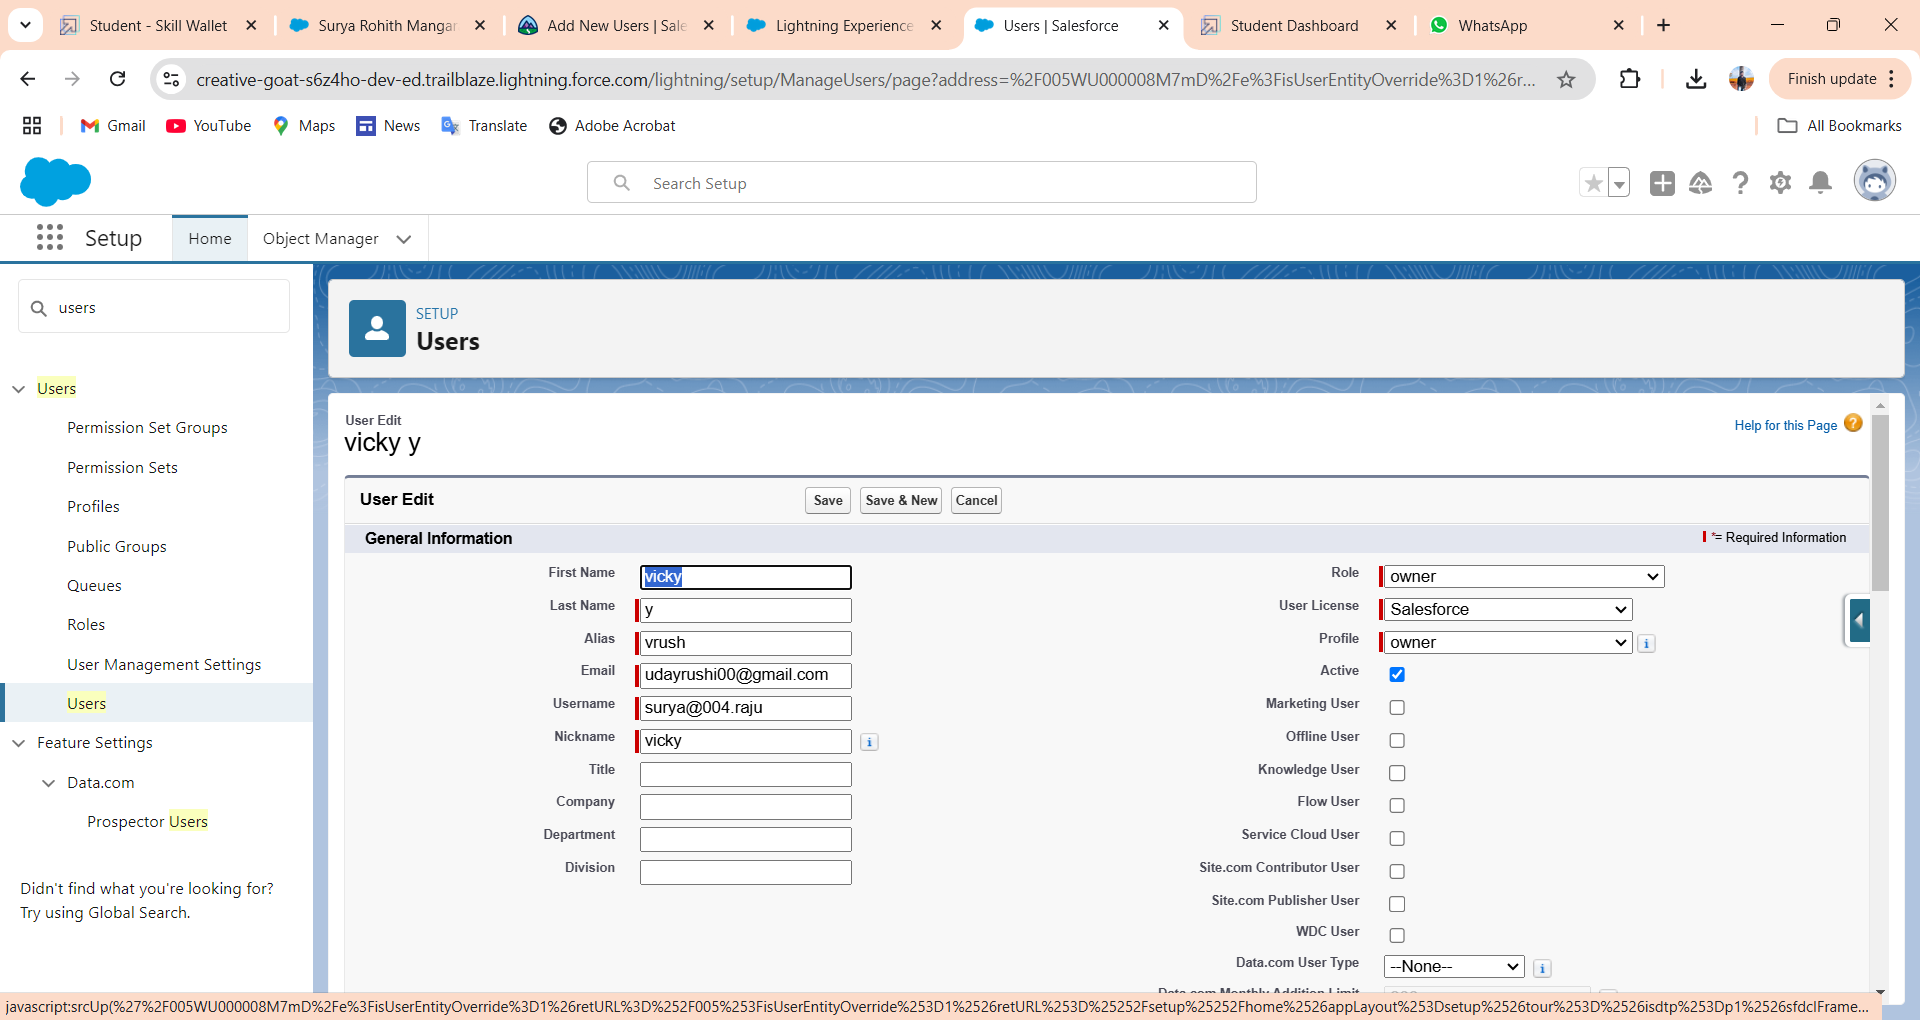 Student - Skill Wallet
Surya Rohith Mangar
Add New Users | Sale
Lightning Experience
Users | Salesforce
Student Dashboard
WhatsApp
creative-goat-s6z4ho-dev-ed.trailblaze.lightning.force.com/lightning/setup/ManageUsers/page?address=%2F005WU000008M7mD%2Fe%3FisUserEntityOverride%3D1%26r...
Finish update
Gmail
YouTube
Maps
News
Translate
Adobe Acrobat
All Bookmarks
Search Setup
Setup
Home
Object Manager
users
Users
Permission Set Groups
Permission Sets
Profiles
Public Groups
Queues
Roles
User Management Settings
Users
Feature Settings
Data.com
Prospector Users
Didn't find what you're looking for?
Try using Global Search.
SETUP
Users
User Edit
vicky y
Help for this Page
User Edit
Save
Save & New
Cancel
General Information
*= Required Information
First Name vicky
Last Name y
Alias vrush
Email udayrushi00@gmail.com
Username surya@004.raju
Nickname vicky
Title
Company
Department
Division
Role owner
User License Salesforce
Profile owner
Active
Marketing User
Offline User
Knowledge User
Flow User
Service Cloud User
Site.com Contributor User
Site.com Publisher User
WDC User
Data.com User Type --None--
Data.com Monthly Addition Limit
javascript:srcUp(%27%2F005WU000008M7mD%2Fe%3FisUserEntityOverride%3D1%26retURL%3D%252F005%253FisUserEntityOverride%253D1%2526retURL%253D%25252Fsetup%25252Fhome%2526appLayout%253Dsetup%2526tour%253D%2526isdtp%253Dp1%2526sfdcIFrame...